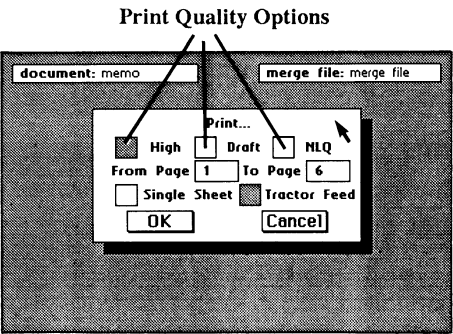 Print Quality Options
document: memo merge file: merge file
Print...
High Draft NLQ
From Page 1 To Page 6
Single Sheet Tractor Feed
OK Cancel